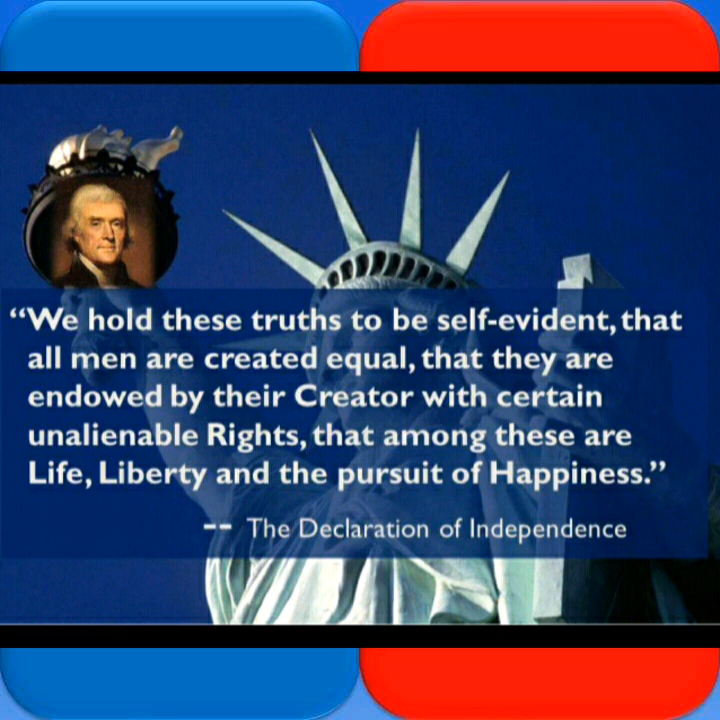 “We hold these truths to be self-evident, that
all men are created equal, that they are
endowed by their Creator with certain
unalienable Rights, that among these are
Life, Liberty and the pursuit of Happiness.”
-- The Declaration of Independence